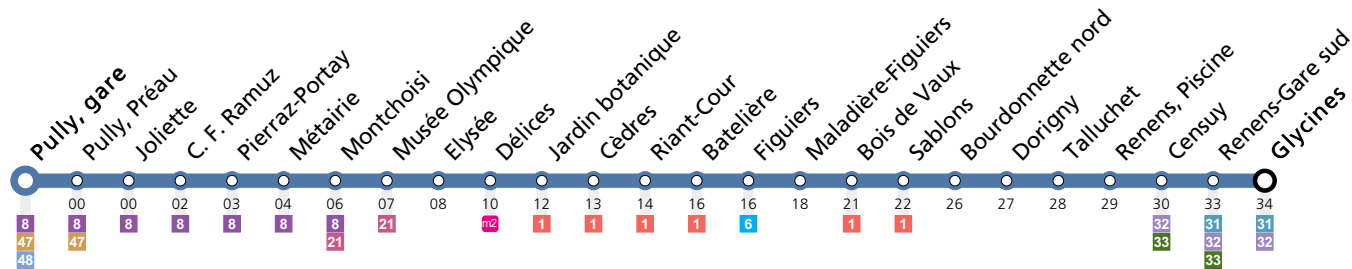 Pully, gare
Pully, Préau
Joliette
C. F. Ramuz
Pierraz-Portay
Métairie
Montchoisi
Musée Olympique
Elysée
Délices
Jardin botanique
Cèdres
Riant-Cour
Batelière
Figuiers
Maladière-Figuiers
Bois de Vaux
Sablons
Bourdonnette nord
Dorigny
Talluchet
Renens, Piscine
Censuy
Renens-Gare sud
Glycines
00 00 02 03 04 06 07 08 10 12 13 14 16 16 18 21 22 26 27 28 29 30 33 34
8 8 8 8 8 8 8 21 m2 1 1 1 1 6 1 1 32 31 31
47 47 21 33 32 32
48 33